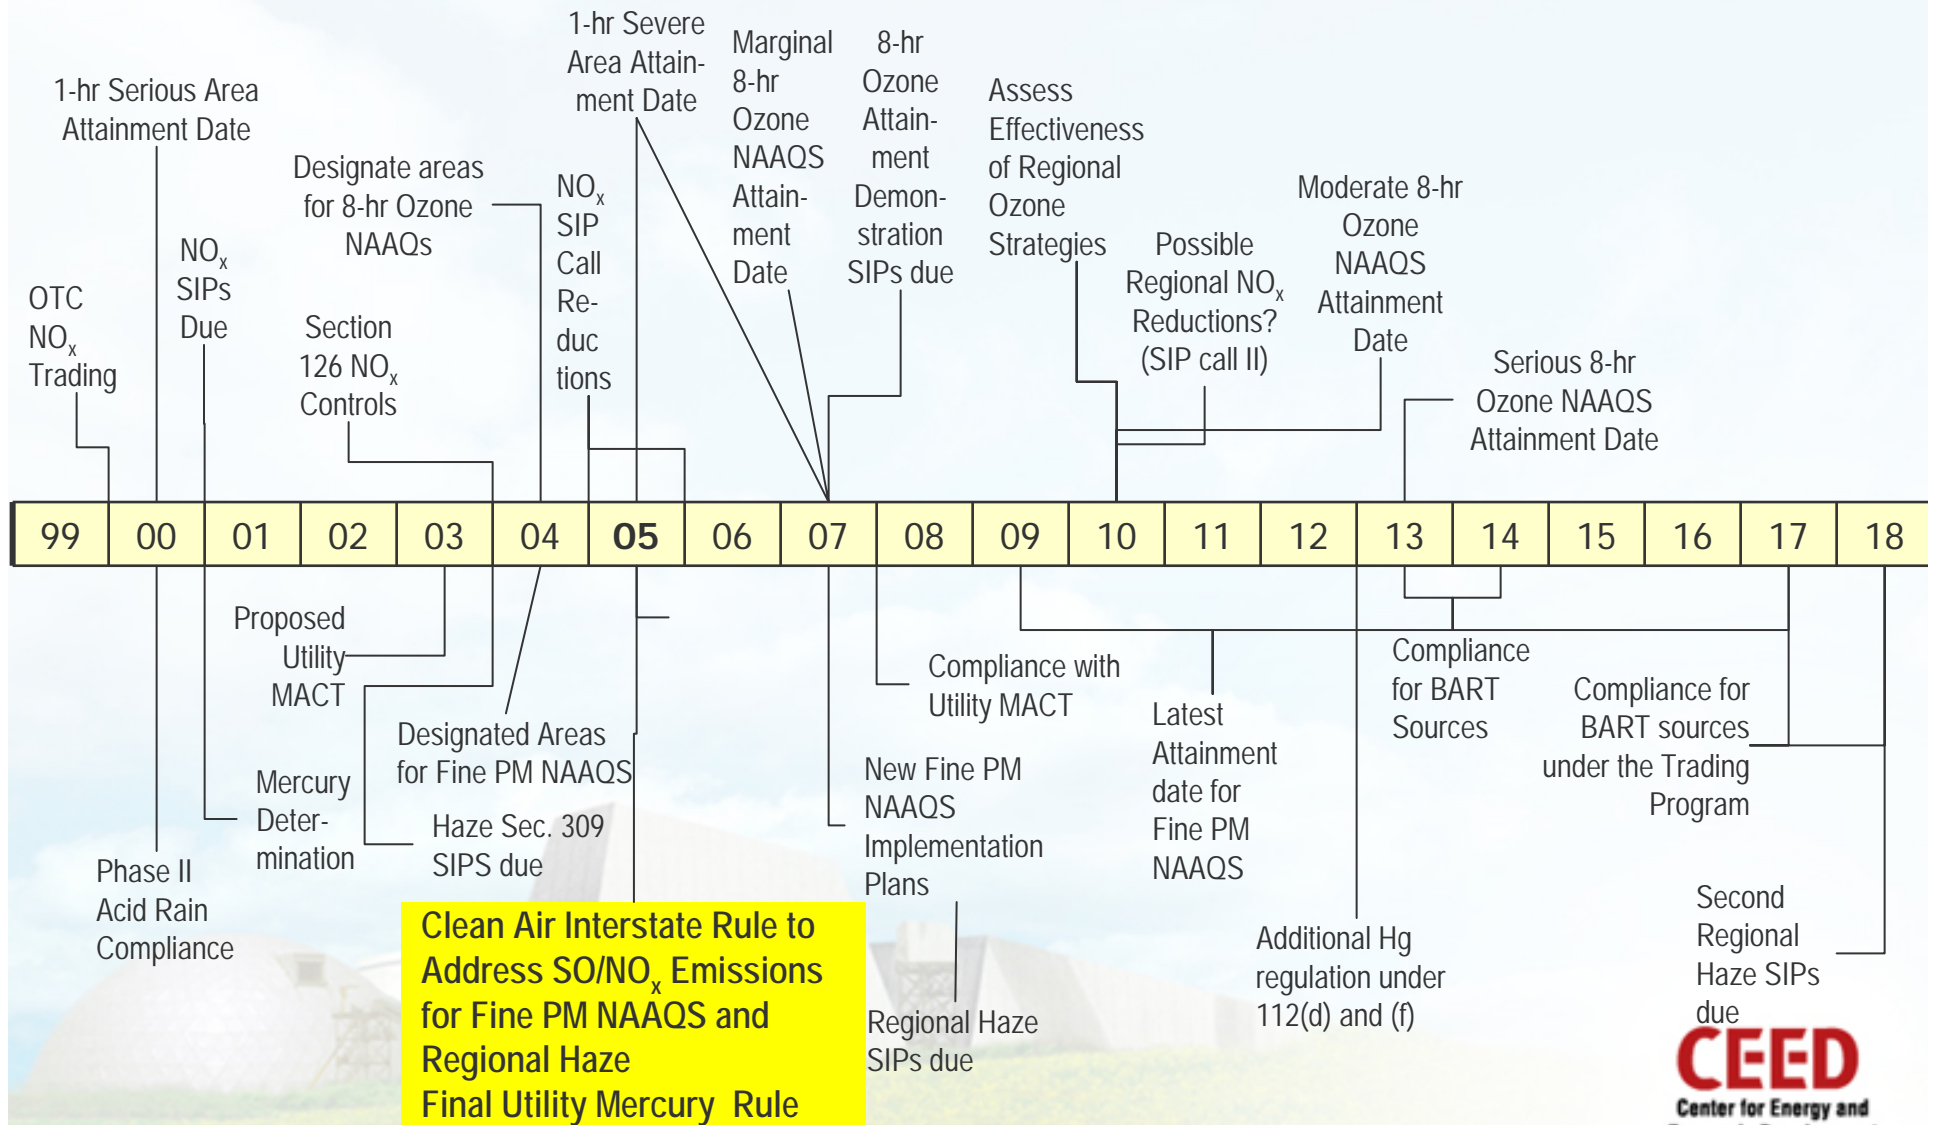 1-hr Serious Area
Attainment Date
OTC
NOx
Trading
NOx
SIPs
Due
Designate areas
for 8-hr Ozone
NAAQs
Section
126 NOx
Controls
NOx
SIP
Call
Re-
duc
tions
1-hr Severe
Area Attain-
ment Date
Marginal
8-hr
Ozone
NAAQS
Attain-
ment
Date
8-hr
Ozone
Attain-
ment
Demon-
stration
SIPs due
Assess
Effectiveness
of Regional
Ozone
Strategies
Possible
Regional NOx
Reductions?
(SIP call II)
Moderate 8-hr
Ozone
NAAQS
Attainment
Date
Serious 8-hr
Ozone NAAQS
Attainment Date
99 00 01 02 03 04 05 06 07 08 09 10 11 12 13 14 15 16 17 18
Phase II
Acid Rain
Compliance
Mercury
Deter-
mination
Proposed
Utility
MACT
Haze Sec. 309
SIPS due
Designated Areas
for Fine PM NAAQS
Clean Air Interstate Rule to
Address SO/NOx Emissions
for Fine PM NAAQS and
Regional Haze
Final Utility Mercury Rule
New Fine PM
NAAQS
Implementation
Plans
Regional Haze
SIPs due
Compliance with
Utility MACT
Latest
Attainment
date for
Fine PM
NAAQS
Additional Hg
regulation under
112(d) and (f)
Compliance
for BART
Sources
Compliance for
BART sources
under the Trading
Program
Second
Regional
Haze SIPs
due
CEED
Center for Energy and